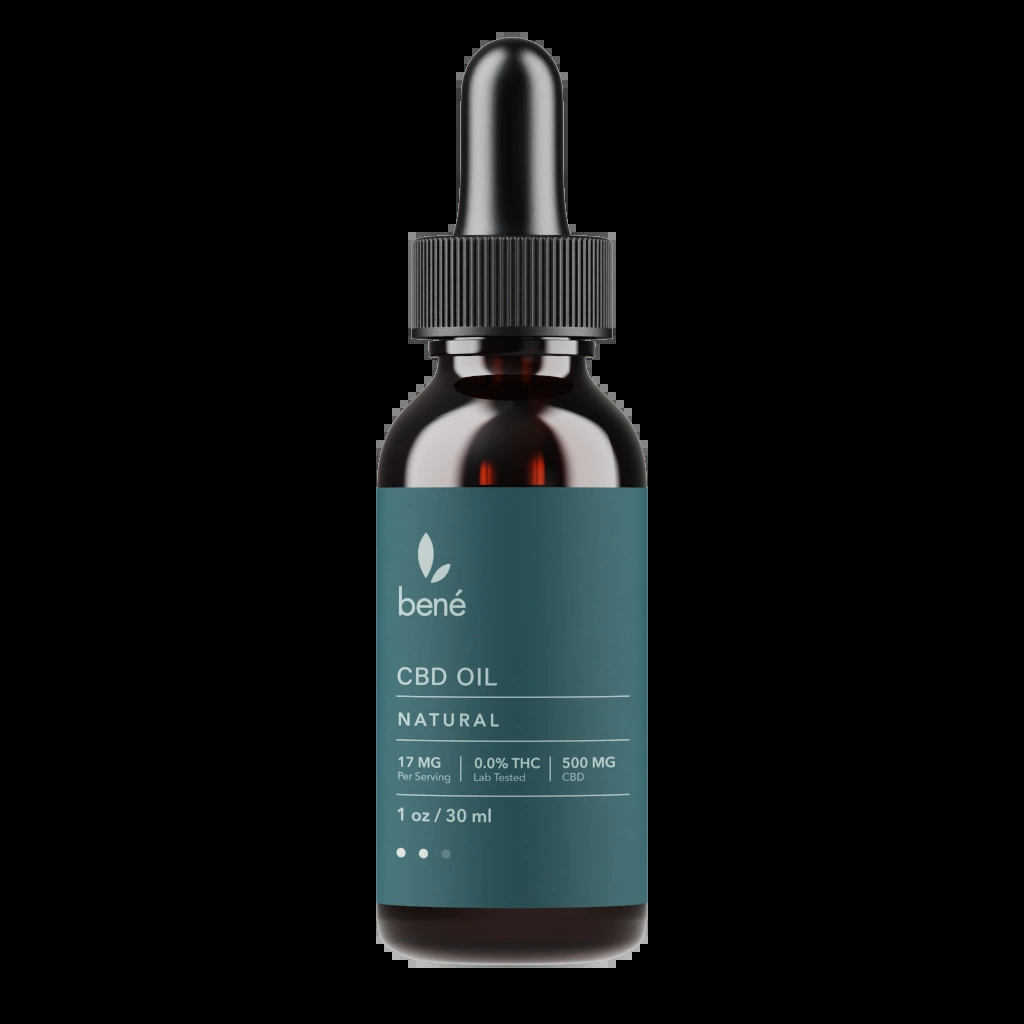 bené
CBD OIL
NATURAL
17 MG | 0.0% THC | 500 MG
Per Serving Lab Tested CBD
1 oz / 30 ml